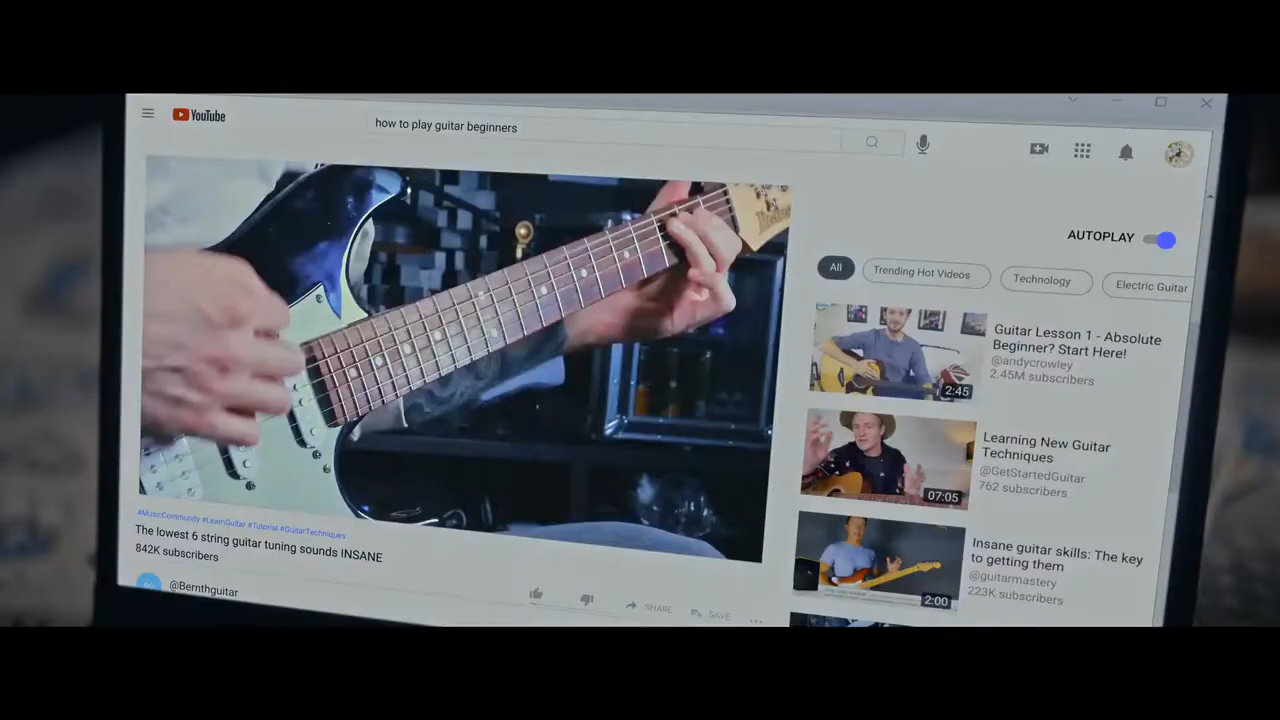 YouTube
how to play guitar beginners
AUTOPLAY
All
Trending Hot Videos
Technology
Electric Guitar
Guitar Lesson 1 - Absolute
Beginner? Start Here!
@andycrowley
2.45M subscribers
2:45
Learning New Guitar
Techniques
@GetStartedGuitar
762 subscribers
07:05
Insane guitar skills: The key
to getting them
@guitarmastery
223K subscribers
2:00
#MusicCommunity #LearnGuitar #Tutorial #GuitarTechniques
The lowest 6 string guitar tuning sounds INSANE
842K subscribers
@Bernthguitar
SHARE
SAVE